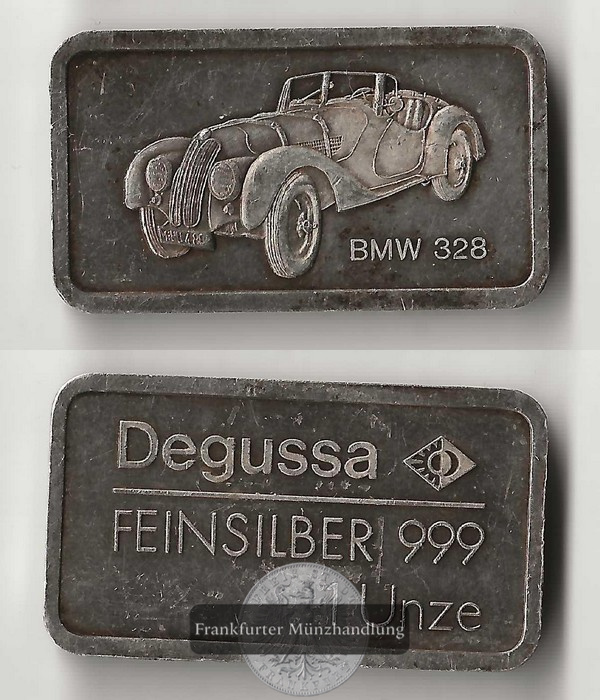 BMW 328
Degussa
FEINSILBER 999
1 Unze
Frankfurter Münzhandlung